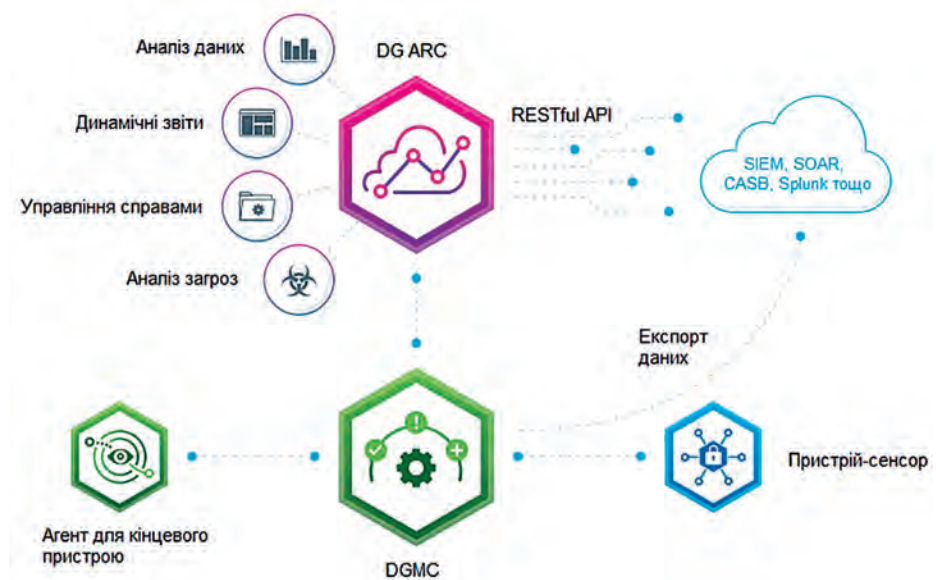 Аналіз даних
DG ARC
Динамічні звіти
RESTful API
SIEM, SOAR,
CASB, Splunk тощо
Управління справами
Аналіз загроз
Експорт
даних
Пристрій-сенсор
Агент для кінцевого
пристрою
DGMC